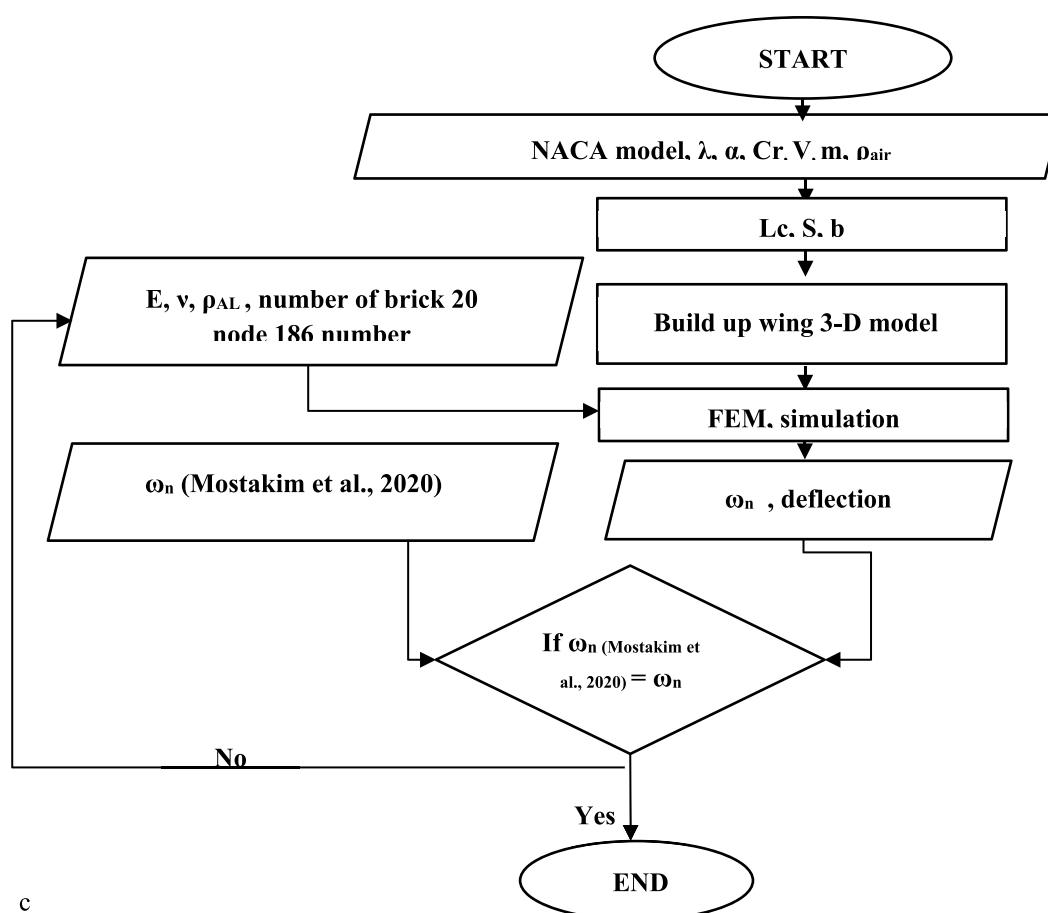 START
NACA model, λ, α, Cr, V, m, ρair
Lc, S, b
E, ν, ρAL , number of brick 20
node 186 number
Build up wing 3-D model
FEM, simulation
ωn (Mostakim et al., 2020)
ωn , deflection
If ωn (Mostakim et
al., 2020) = ωn
No
Yes
END
c